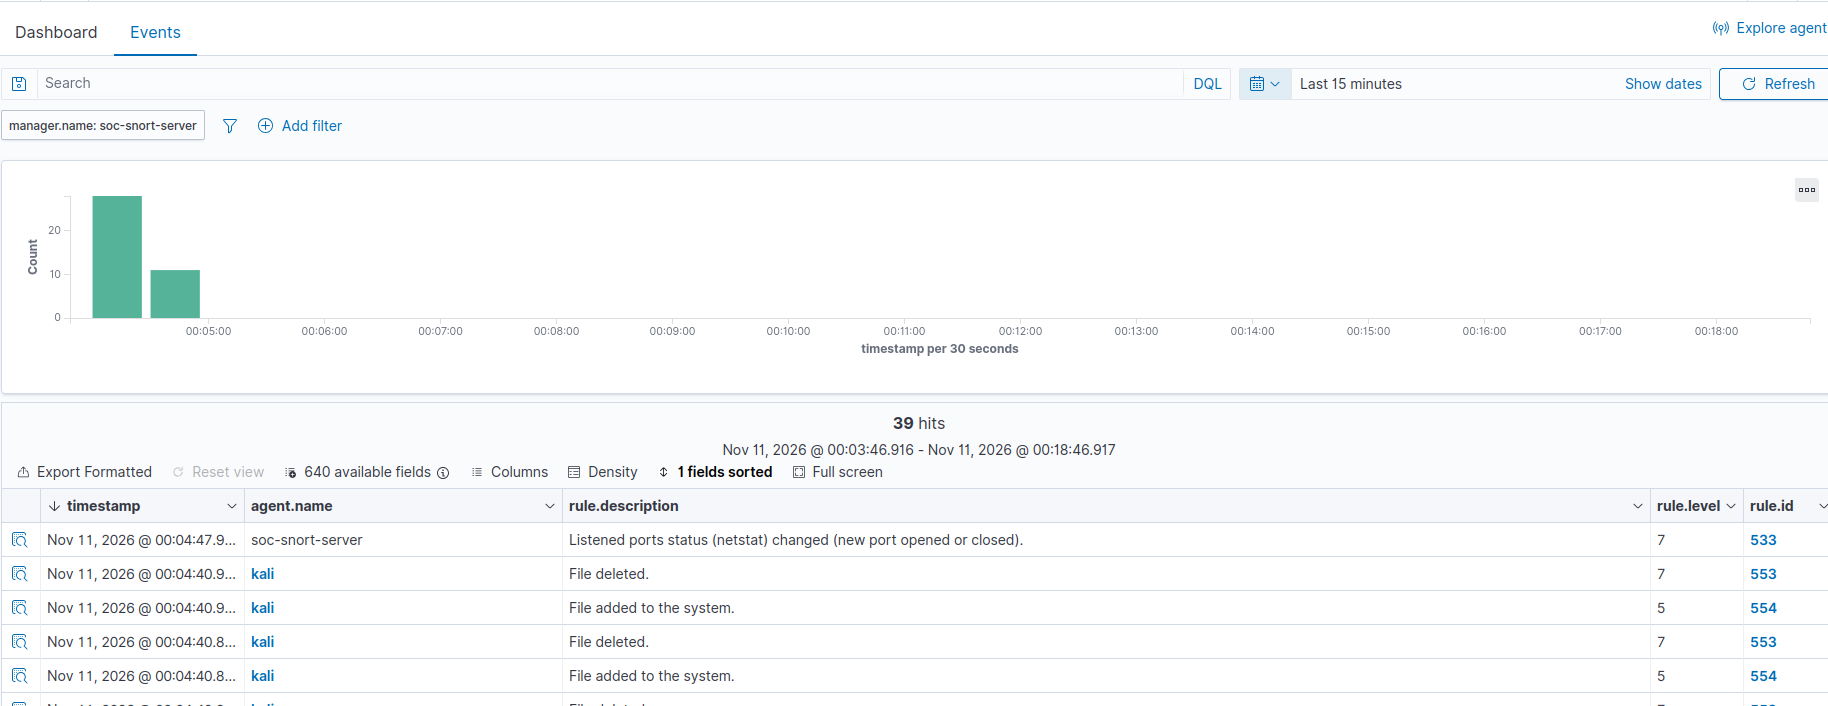 Dashboard Events Explore agent
Search DQL Last 15 minutes Show dates Refresh
manager.name: soc-snort-server Add filter
Count
20
10
0
00:05:00 00:06:00 00:07:00 00:08:00 00:09:00 00:10:00 00:11:00 00:12:00 00:13:00 00:14:00 00:15:00 00:16:00 00:17:00 00:18:00
timestamp per 30 seconds
39 hits
Nov 11, 2026 @ 00:03:46.916 - Nov 11, 2026 @ 00:18:46.917
Export Formatted Reset view 640 available fields Columns Density 1 fields sorted Full screen
timestamp agent.name rule.description rule.level rule.id
Nov 11, 2026 @ 00:04:47.9... soc-snort-server Listened ports status (netstat) changed (new port opened or closed). 7 533
Nov 11, 2026 @ 00:04:40.9... kali File deleted. 7 553
Nov 11, 2026 @ 00:04:40.9... kali File added to the system. 5 554
Nov 11, 2026 @ 00:04:40.8... kali File deleted. 7 553
Nov 11, 2026 @ 00:04:40.8... kali File added to the system. 5 554